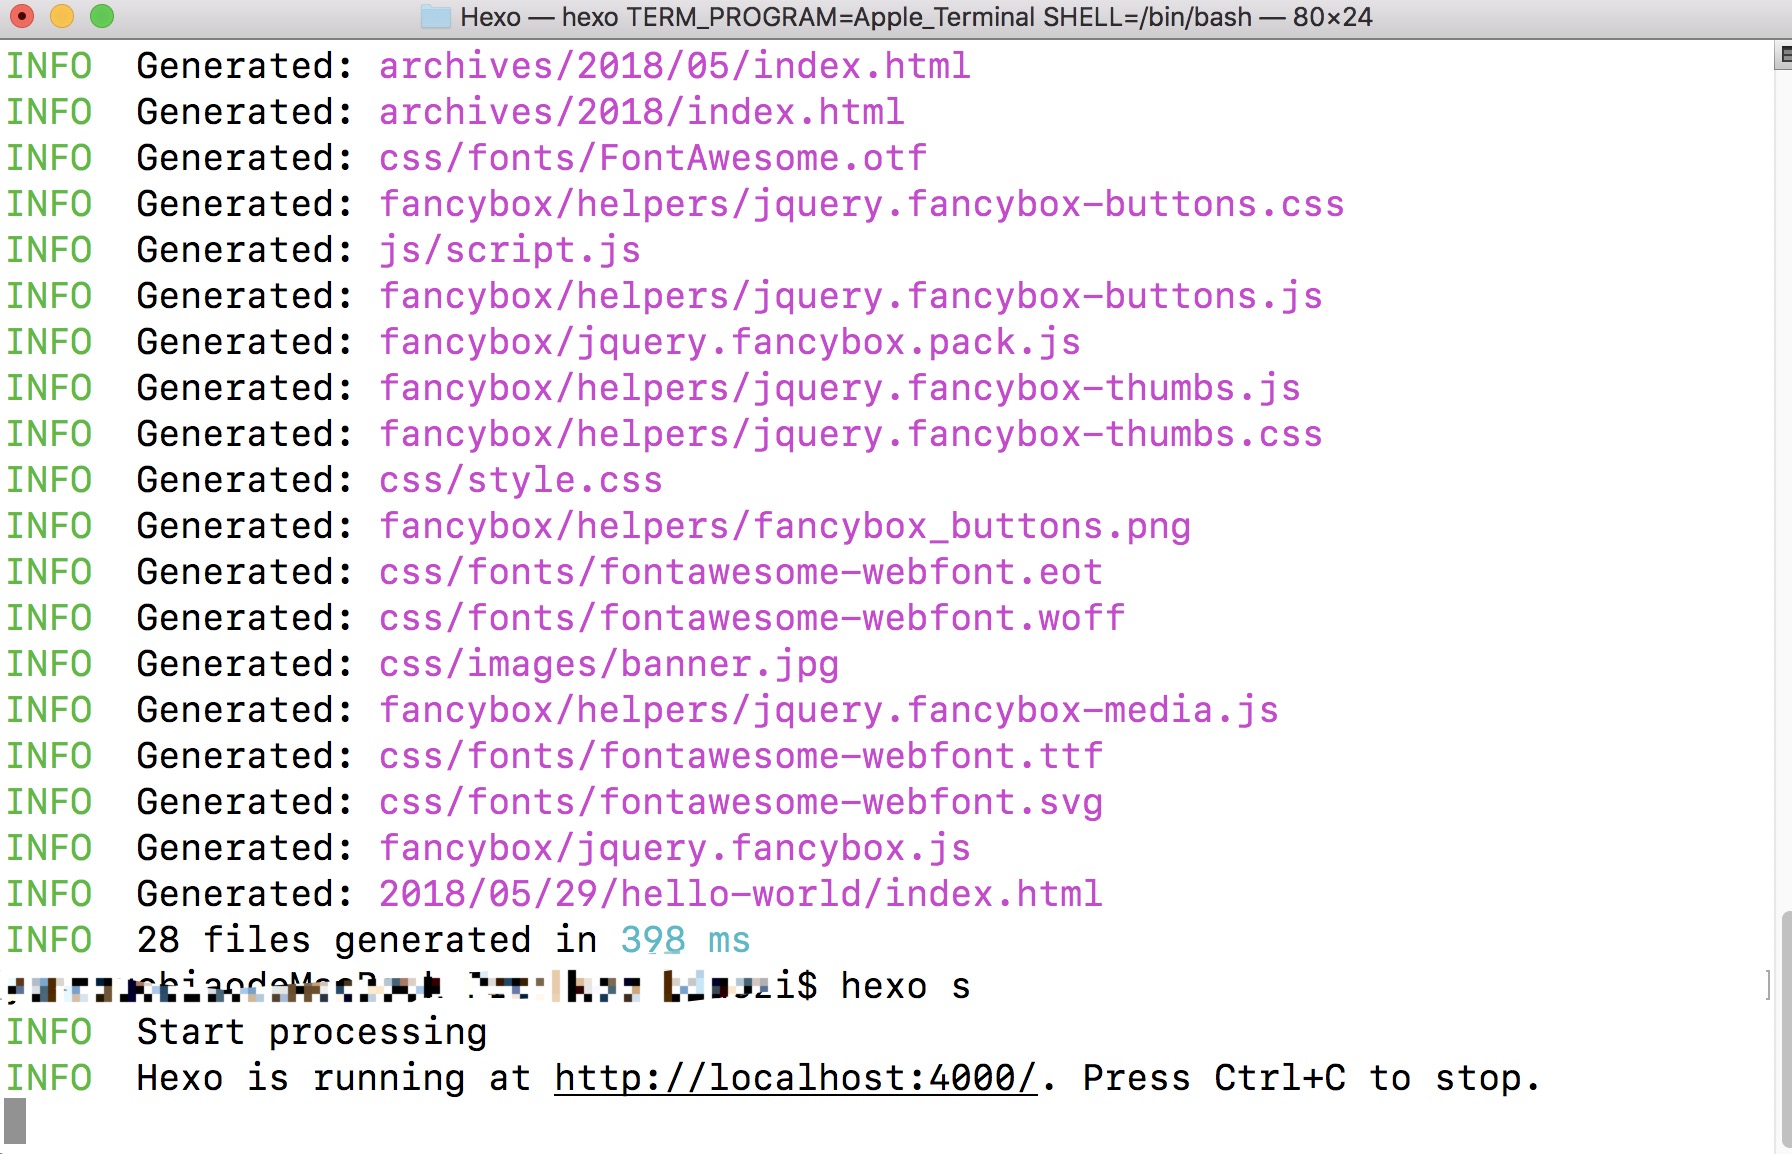 Hexo — hexo TERM_PROGRAM=Apple_Terminal SHELL=/bin/bash — 80×24
INFO  Generated: archives/2018/05/index.html
INFO  Generated: archives/2018/index.html
INFO  Generated: css/fonts/FontAwesome.otf
INFO  Generated: fancybox/helpers/jquery.fancybox-buttons.css
INFO  Generated: js/script.js
INFO  Generated: fancybox/helpers/jquery.fancybox-buttons.js
INFO  Generated: fancybox/jquery.fancybox.pack.js
INFO  Generated: fancybox/helpers/jquery.fancybox-thumbs.js
INFO  Generated: fancybox/helpers/jquery.fancybox-thumbs.css
INFO  Generated: css/style.css
INFO  Generated: fancybox/helpers/fancybox_buttons.png
INFO  Generated: css/fonts/fontawesome-webfont.eot
INFO  Generated: css/fonts/fontawesome-webfont.woff
INFO  Generated: css/images/banner.jpg
INFO  Generated: fancybox/helpers/jquery.fancybox-media.js
INFO  Generated: css/fonts/fontawesome-webfont.ttf
INFO  Generated: css/fonts/fontawesome-webfont.svg
INFO  Generated: fancybox/jquery.fancybox.js
INFO  Generated: 2018/05/29/hello-world/index.html
INFO  28 files generated in 398 ms
$ hexo s
INFO  Start processing
INFO  Hexo is running at http://localhost:4000/. Press Ctrl+C to stop.